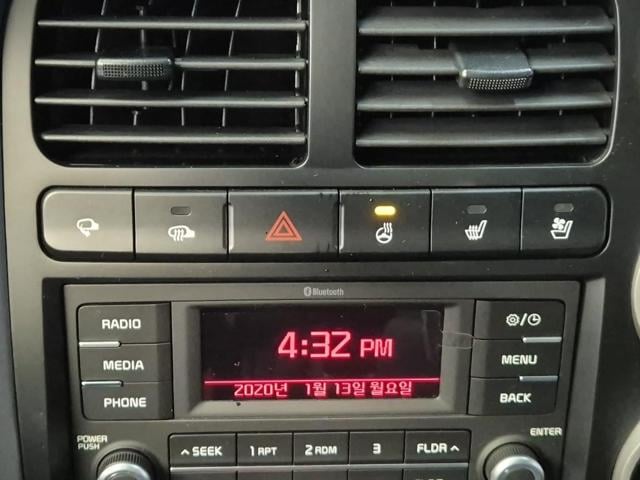 Bluetooth
RADIO
MEDIA
PHONE
4:32 PM
2020년 1월 13일 월요일
MENU
BACK
POWER
PUSH
ENTER
SEEK
1 RPT
2 RDM
3
FLDR